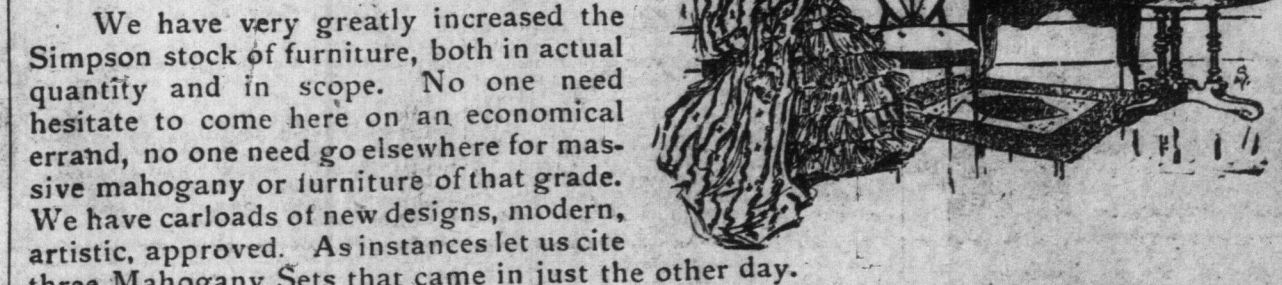 We have very greatly increased the
Simpson stock of furniture, both in actual
quantity and in scope. No one need
hesitate to come here on an economical
errand, no one need go elsewhere for mas-
sive mahogany or furniture of that grade.
We have carloads of new designs, modern,
artistic, approved. As instances let us cite
three Mahogany Sets that came in just the other day.